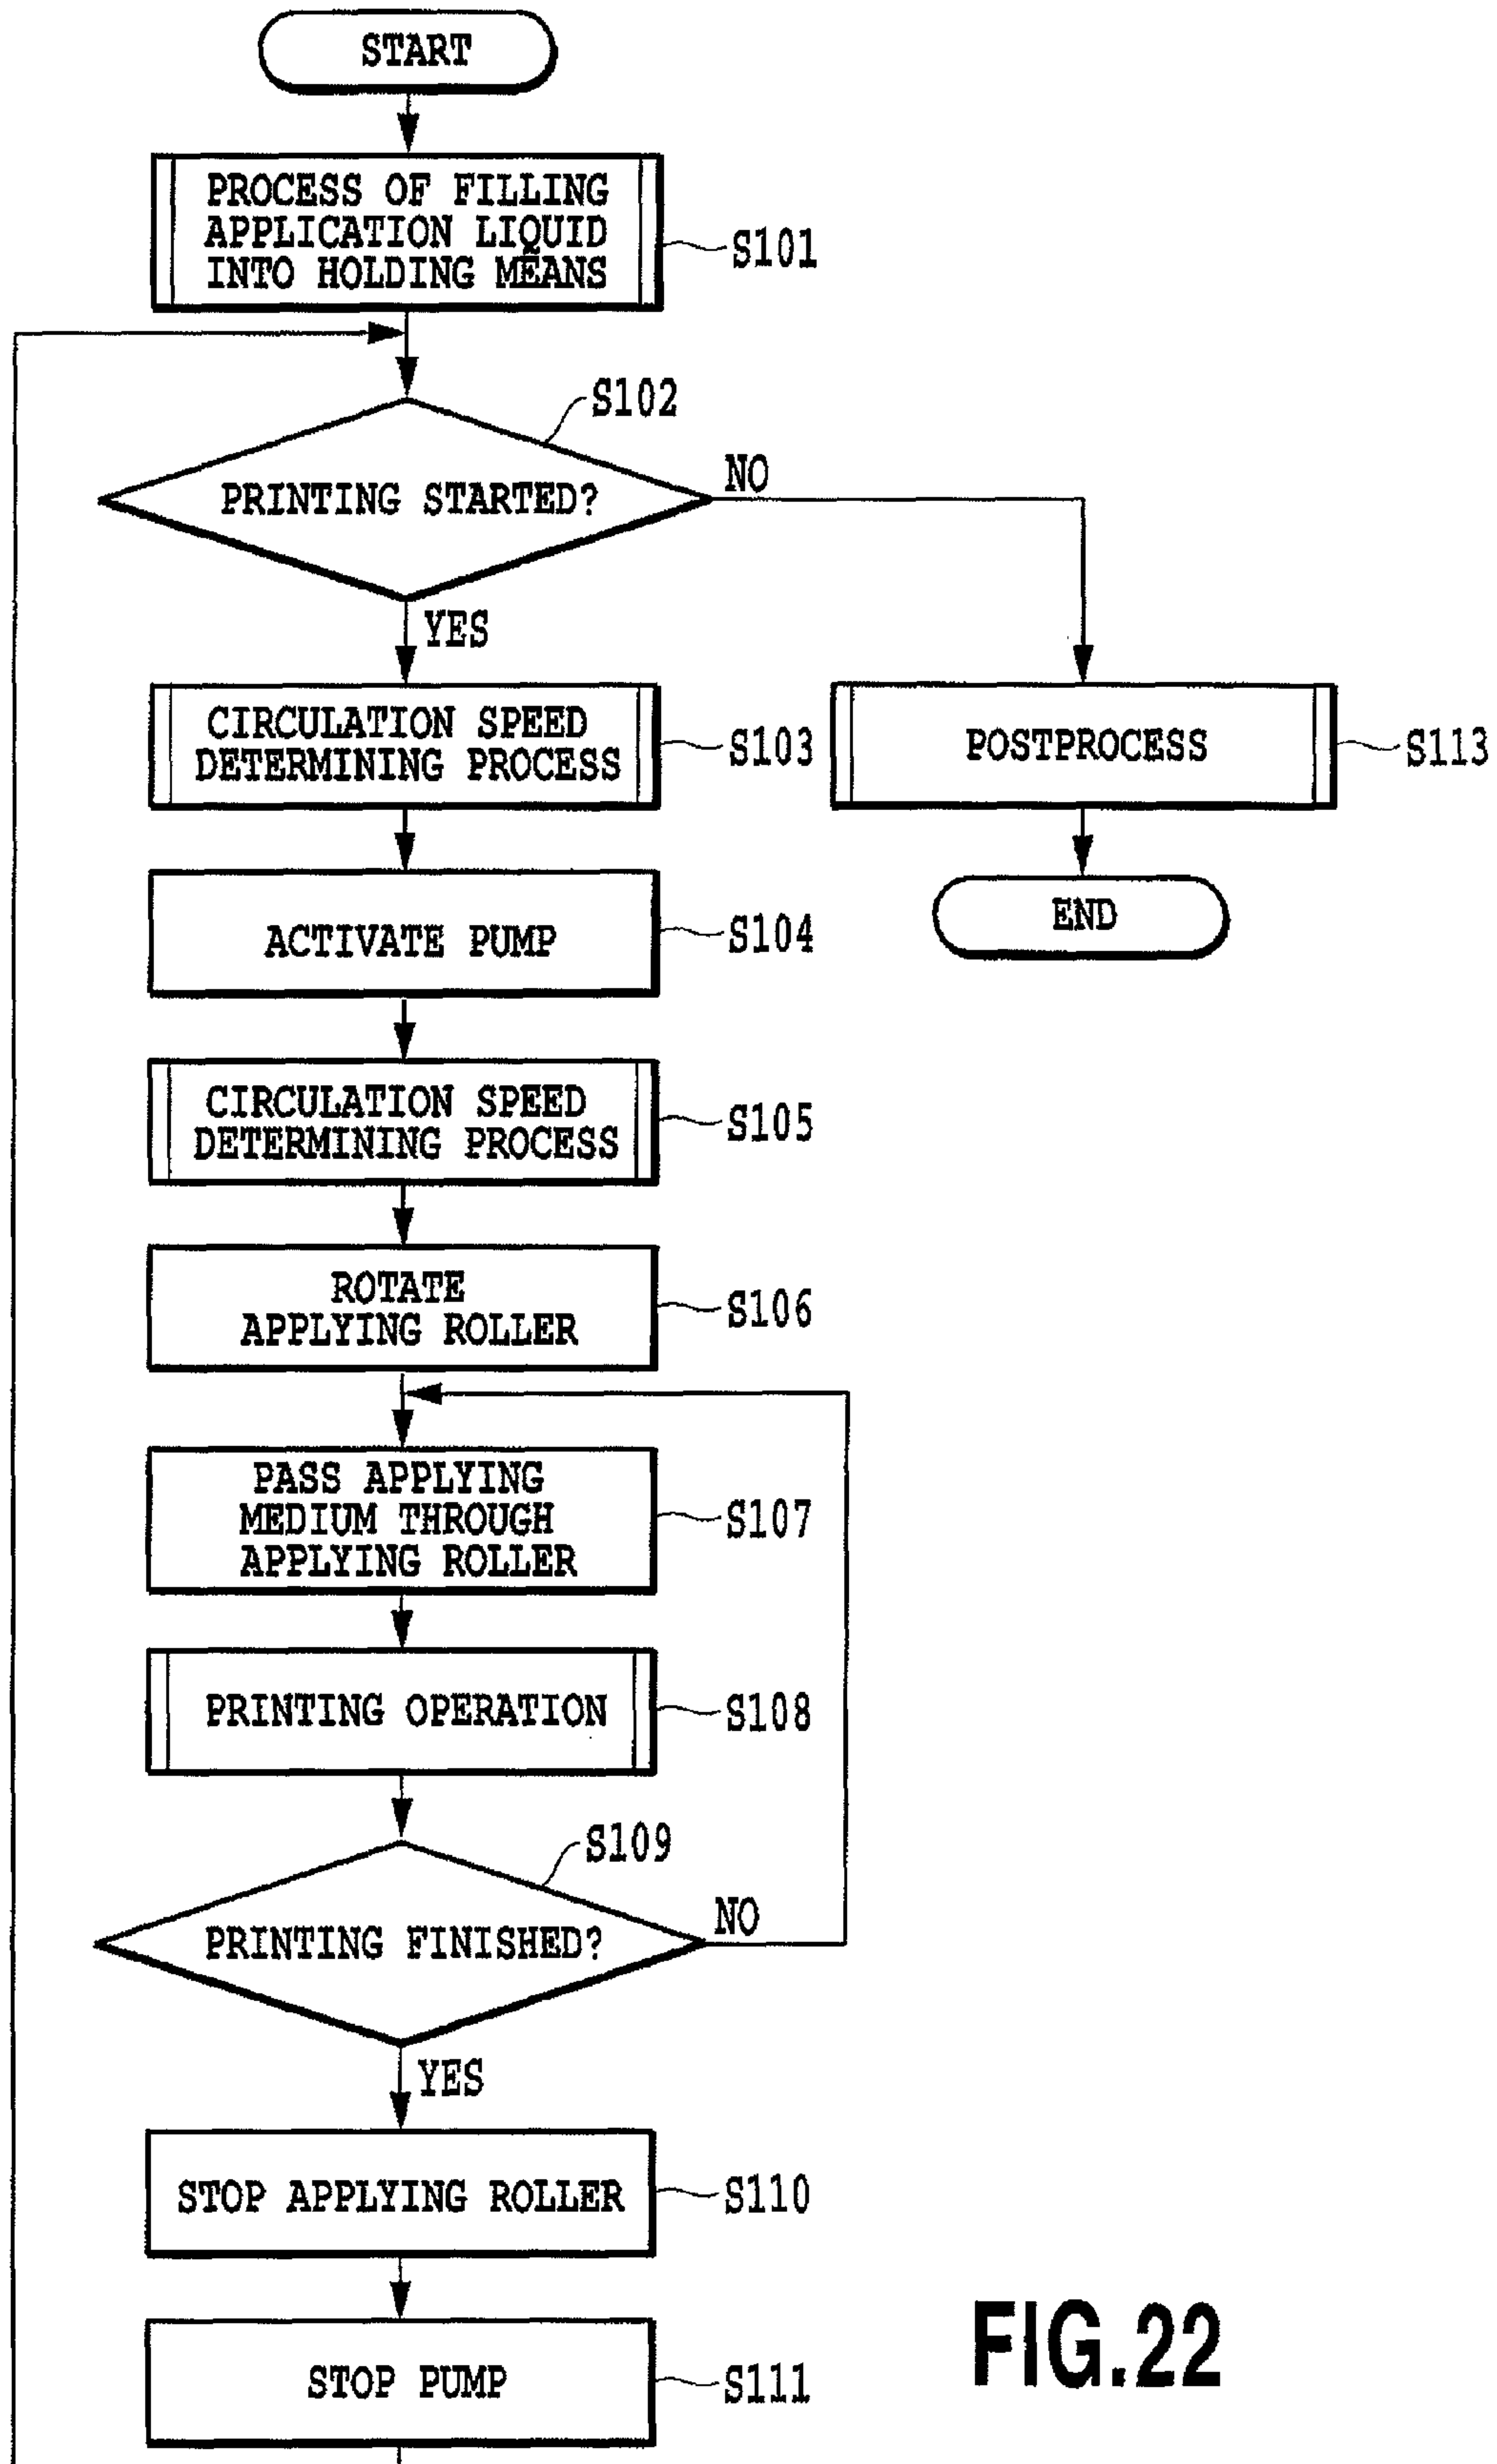 START
PROCESS OF FILLING
APPLICATION LIQUID
INTO HOLDING MEANS
S101
S102
PRINTING STARTED?
NO
YES
CIRCULATION SPEED
DETERMINING PROCESS
S103
POSTPROCESS
S113
ACTIVATE PUMP
S104
END
CIRCULATION SPEED
DETERMINING PROCESS
S105
ROTATE
APPLYING ROLLER
S106
PASS APPLYING
MEDIUM THROUGH
APPLYING ROLLER
S107
PRINTING OPERATION
S108
S109
PRINTING FINISHED?
NO
YES
STOP APPLYING ROLLER
S110
STOP PUMP
S111
FIG.22